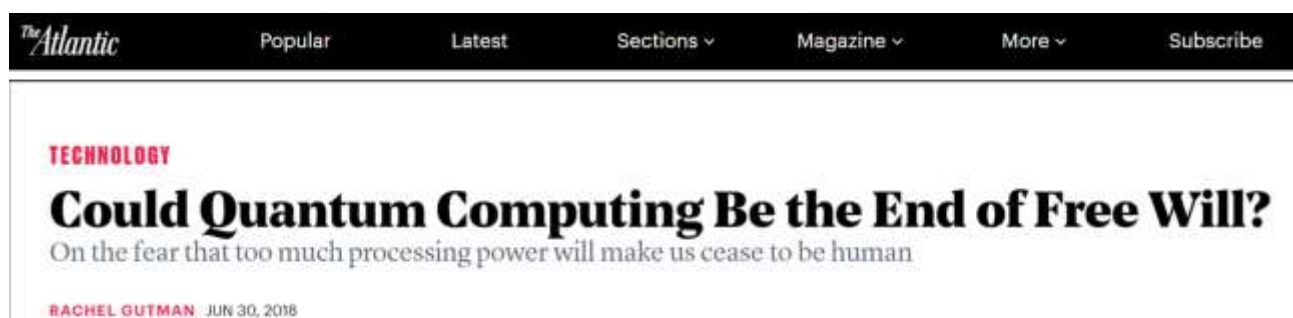 The Atlantic Popular Latest Sections Magazine More Subscribe
TECHNOLOGY
Could Quantum Computing Be the End of Free Will?
On the fear that too much processing power will make us cease to be human
RACHEL GUTMAN JUN 30, 2018